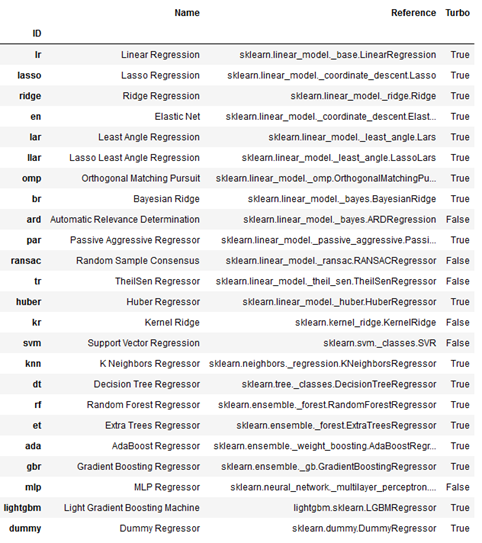 Name Reference Turbo
ID
lr Linear Regression sklearn.linear_model._base.LinearRegression True
lasso Lasso Regression sklearn.linear_model._coordinate_descent.Lasso True
ridge Ridge Regression sklearn.linear_model._ridge.Ridge True
en Elastic Net sklearn.linear_model._coordinate_descent.Elast... True
lar Least Angle Regression sklearn.linear_model._least_angle.Lars True
llar Lasso Least Angle Regression sklearn.linear_model._least_angle.LassoLars True
omp Orthogonal Matching Pursuit sklearn.linear_model._omp.OrthogonalMatchingPu... True
br Bayesian Ridge sklearn.linear_model._bayes.BayesianRidge True
ard Automatic Relevance Determination sklearn.linear_model._bayes.ARDRegression False
par Passive Aggressive Regressor sklearn.linear_model._passive_aggressive.Passi... True
ransac Random Sample Consensus sklearn.linear_model._ransac.RANSACRegressor False
tr TheilSen Regressor sklearn.linear_model._theil_sen.TheilSenRegressor False
huber Huber Regressor sklearn.linear_model._huber.HuberRegressor True
kr Kernel Ridge sklearn.kernel_ridge.KernelRidge False
svm Support Vector Regression sklearn.svm._classes.SVR False
knn K Neighbors Regressor sklearn.neighbors._regression.KNeighborsRegressor True
dt Decision Tree Regressor sklearn.tree._classes.DecisionTreeRegressor True
rf Random Forest Regressor sklearn.ensemble._forest.RandomForestRegressor True
et Extra Trees Regressor sklearn.ensemble._forest.ExtraTreesRegressor True
ada AdaBoost Regressor sklearn.ensemble._weight_boosting.AdaBoostRegr... True
gbr Gradient Boosting Regressor sklearn.ensemble._gb.GradientBoostingRegressor True
mlp MLP Regressor sklearn.neural_network._multilayer_perceptron.... False
lightgbm Light Gradient Boosting Machine lightgbm.sklearn.LGBMRegressor True
dummy Dummy Regressor sklearn.dummy.DummyRegressor True